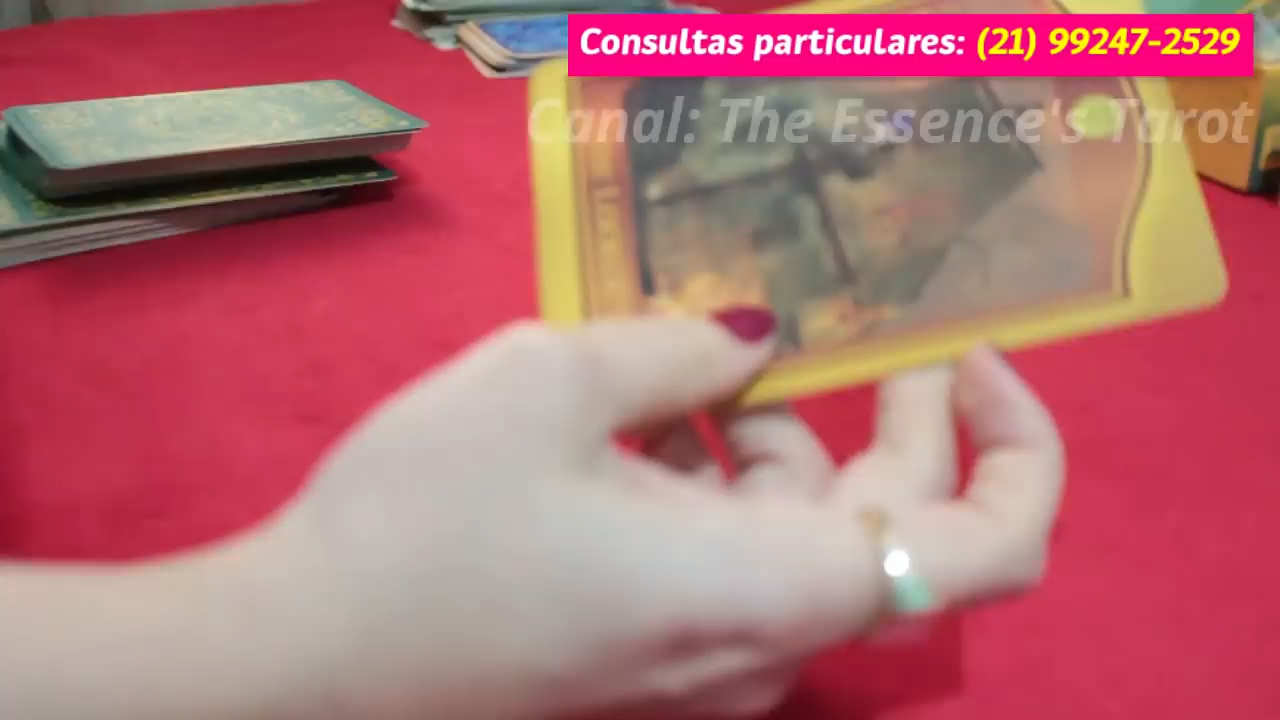 Consultas particulares: (21) 99247-2529
Canal: The Essence's Tarot